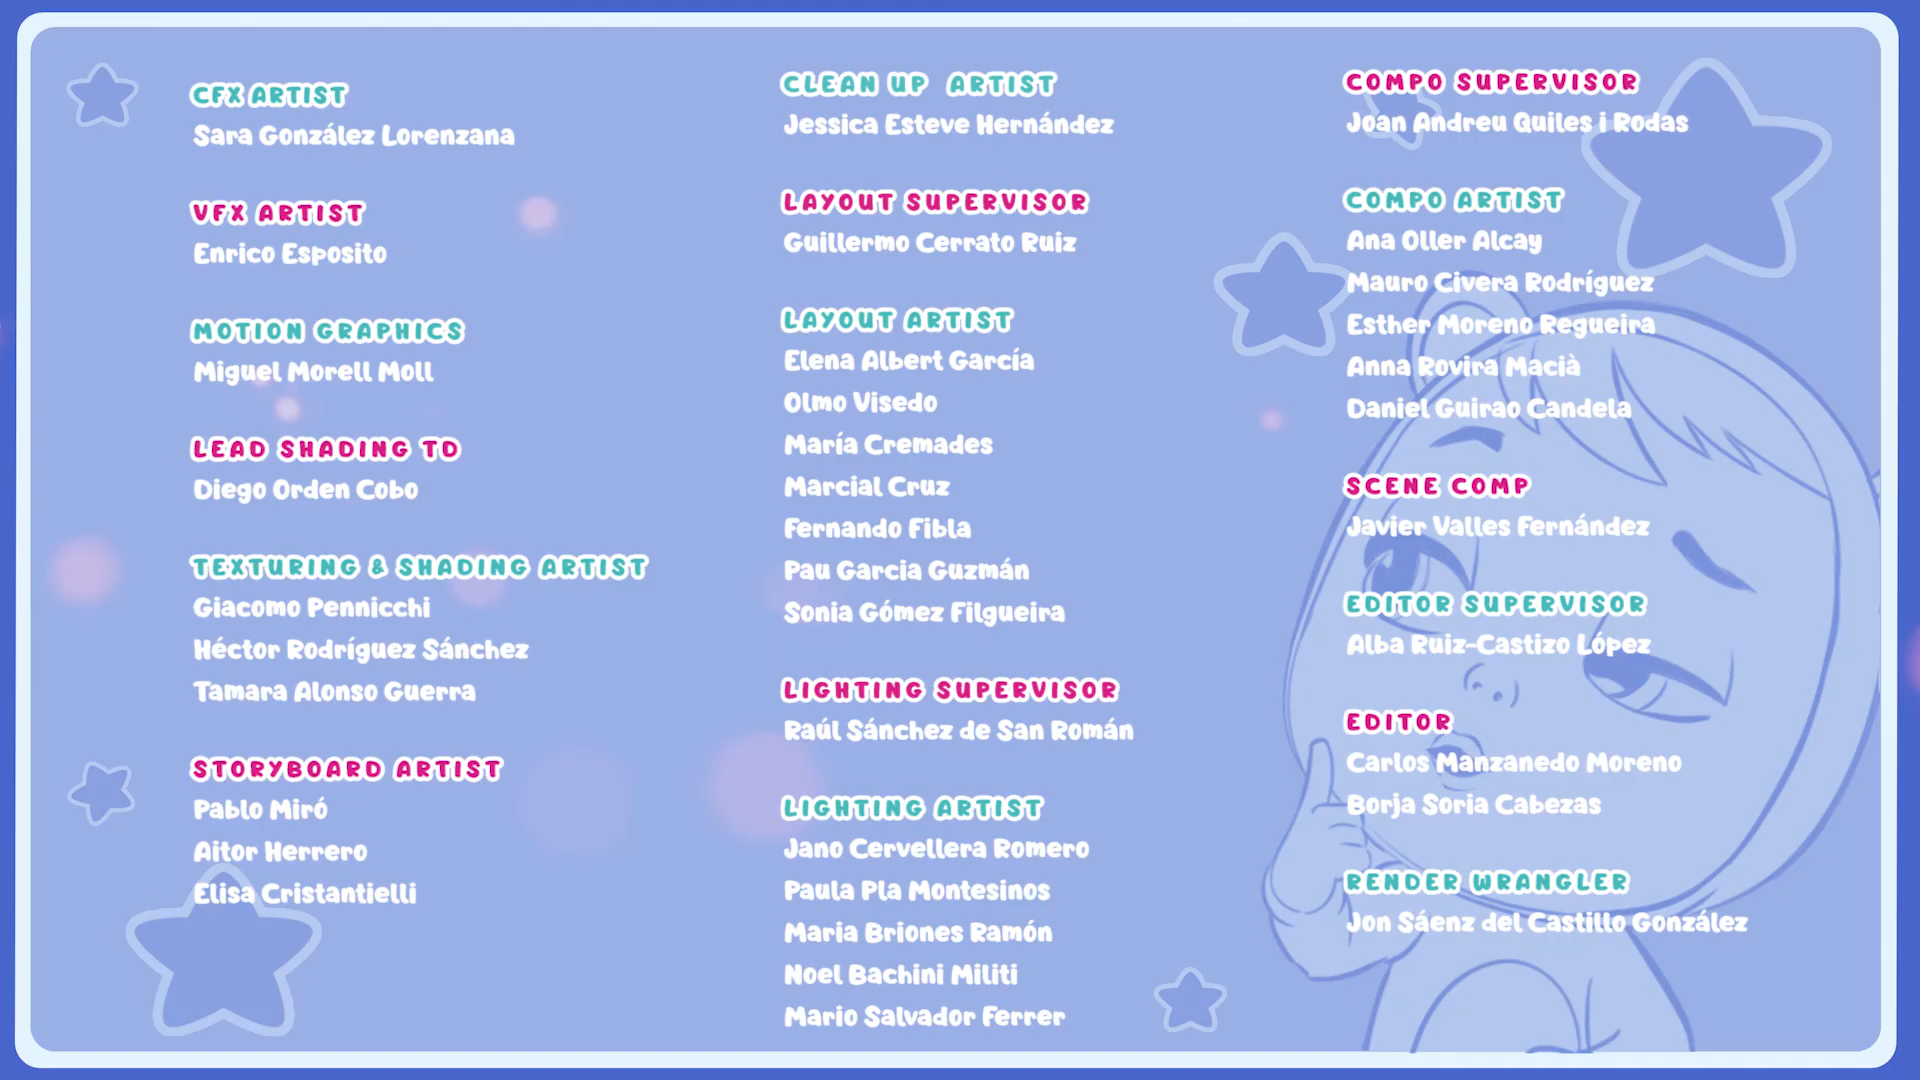 CFX ARTIST
Sara González Lorenzana
VFX ARTIST
Enrico Esposito
MOTION GRAPHICS
Miguel Morell Moll
LEAD SHADING TD
Diego Orden Cobo
TEXTURING & SHADING ARTIST
Giacomo Pennicchi
Héctor Rodríguez Sánchez
Tamara Alonso Guerra
STORYBOARD ARTIST
Pablo Miró
Aitor Herrero
Elisa Cristantielli
CLEAN UP ARTIST
Jessica Esteve Hernández
LAYOUT SUPERVISOR
Guillermo Cerrato Ruiz
LAYOUT ARTIST
Elena Albert García
Olmo Visedo
María Cremades
Marcial Cruz
Fernando Fibla
Pau Garcia Guzmán
Sonia Gómez Filgueira
LIGHTING SUPERVISOR
Raúl Sánchez de San Román
LIGHTING ARTIST
Jano Cervellera Romero
Paula Pla Montesinos
Maria Briones Ramón
Noel Bachini Militi
Mario Salvador Ferrer
COMPO SUPERVISOR
Joan Andreu Quiles i Rodas
COMPO ARTIST
Ana Oller Alcay
Mauro Civera Rodríguez
Esther Moreno Regueira
Anna Rovira Macià
Daniel Guirao Candela
SCENE COMP
Javier Valles Fernández
EDITOR SUPERVISOR
Alba Ruiz-Castizo López
EDITOR
Carlos Manzanedo Moreno
Borja Soria Cabezas
RENDER WRANGLER
Jon Sáenz del Castillo González